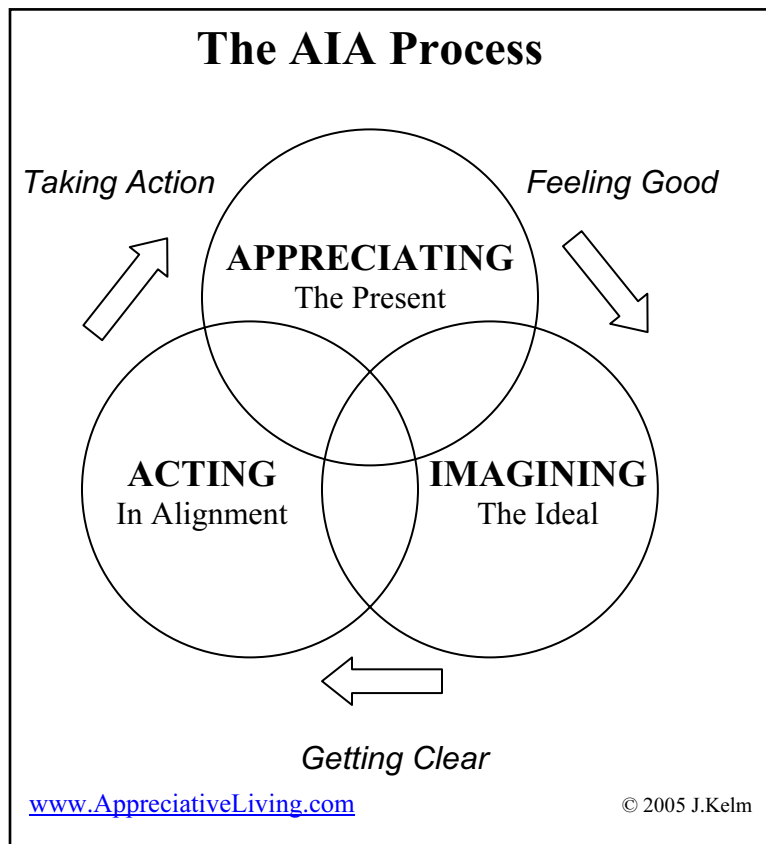 The AIA Process
Taking Action
Feeling Good
APPRECIATING
The Present
ACTING
In Alignment
IMAGINING
The Ideal
Getting Clear
www.AppreciativeLiving.com
© 2005 J.Kelm